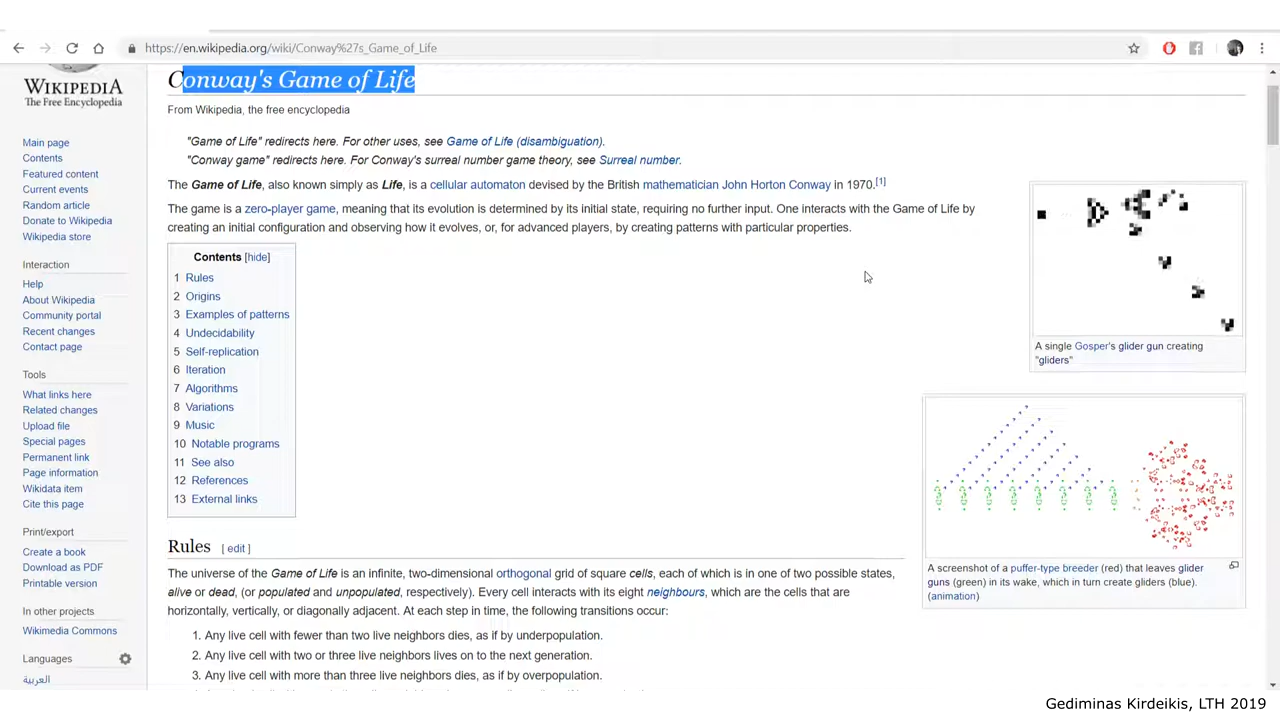 https://en.wikipedia.org/wiki/Conway%27s_Game_of_Life
WIKIPEDIA
The Free Encyclopedia
Main page
Contents
Featured content
Current events
Random article
Donate to Wikipedia
Wikipedia store
Interaction
Help
About Wikipedia
Community portal
Recent changes
Contact page
Tools
What links here
Related changes
Upload file
Special pages
Permanent link
Page information
Wikidata item
Cite this page
Print/export
Create a book
Download as PDF
Printable version
In other projects
Wikimedia Commons
Languages
العربية
Conway's Game of Life
From Wikipedia, the free encyclopedia
"Game of Life" redirects here. For other uses, see Game of Life (disambiguation).
"Conway game" redirects here. For Conway's surreal number game theory, see Surreal number.
The Game of Life, also known simply as Life, is a cellular automaton devised by the British mathematician John Horton Conway in 1970.[1]
The game is a zero-player game, meaning that its evolution is determined by its initial state, requiring no further input. One interacts with the Game of Life by
creating an initial configuration and observing how it evolves, or, for advanced players, by creating patterns with particular properties.
Contents [hide]
1 Rules
2 Origins
3 Examples of patterns
4 Undecidability
5 Self-replication
6 Iteration
7 Algorithms
8 Variations
9 Music
10 Notable programs
11 See also
12 References
13 External links
A single Gosper's glider gun creating
"gliders"
A screenshot of a puffer-type breeder (red) that leaves glider
guns (green) in its wake, which in turn create gliders (blue).
(animation)
Rules [ edit ]
The universe of the Game of Life is an infinite, two-dimensional orthogonal grid of square cells, each of which is in one of two possible states,
alive or dead, (or populated and unpopulated, respectively). Every cell interacts with its eight neighbours, which are the cells that are
horizontally, vertically, or diagonally adjacent. At each step in time, the following transitions occur:
1. Any live cell with fewer than two live neighbors dies, as if by underpopulation.
2. Any live cell with two or three live neighbors lives on to the next generation.
3. Any live cell with more than three live neighbors dies, as if by overpopulation.
Gediminas Kirdeikis, LTH 2019